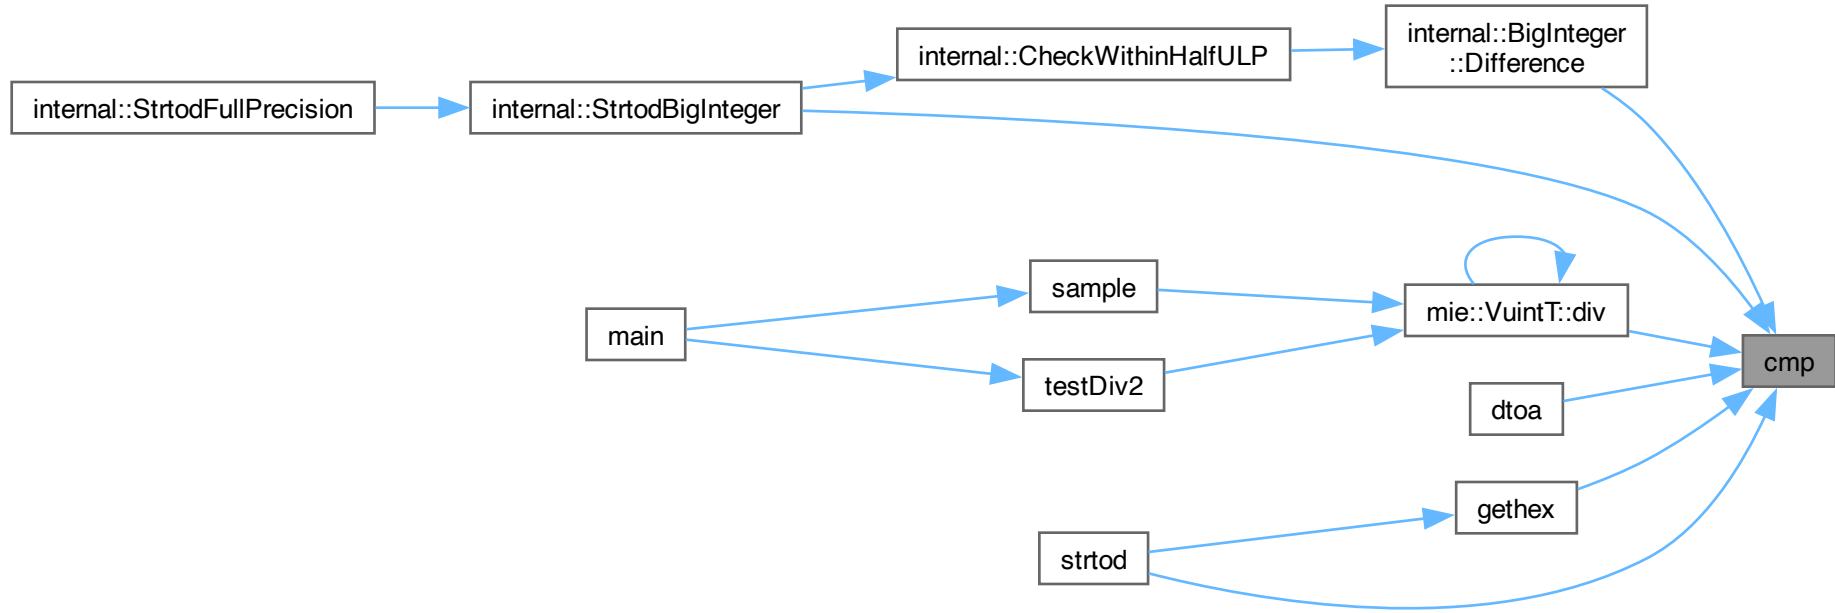 internal::BigInteger
::Difference
internal::CheckWithinHalfULP
internal::StrtodFullPrecision
internal::StrtodBigInteger
sample
mie::VuintT::div
main
cmp
testDiv2
dtoa
gethex
strtod